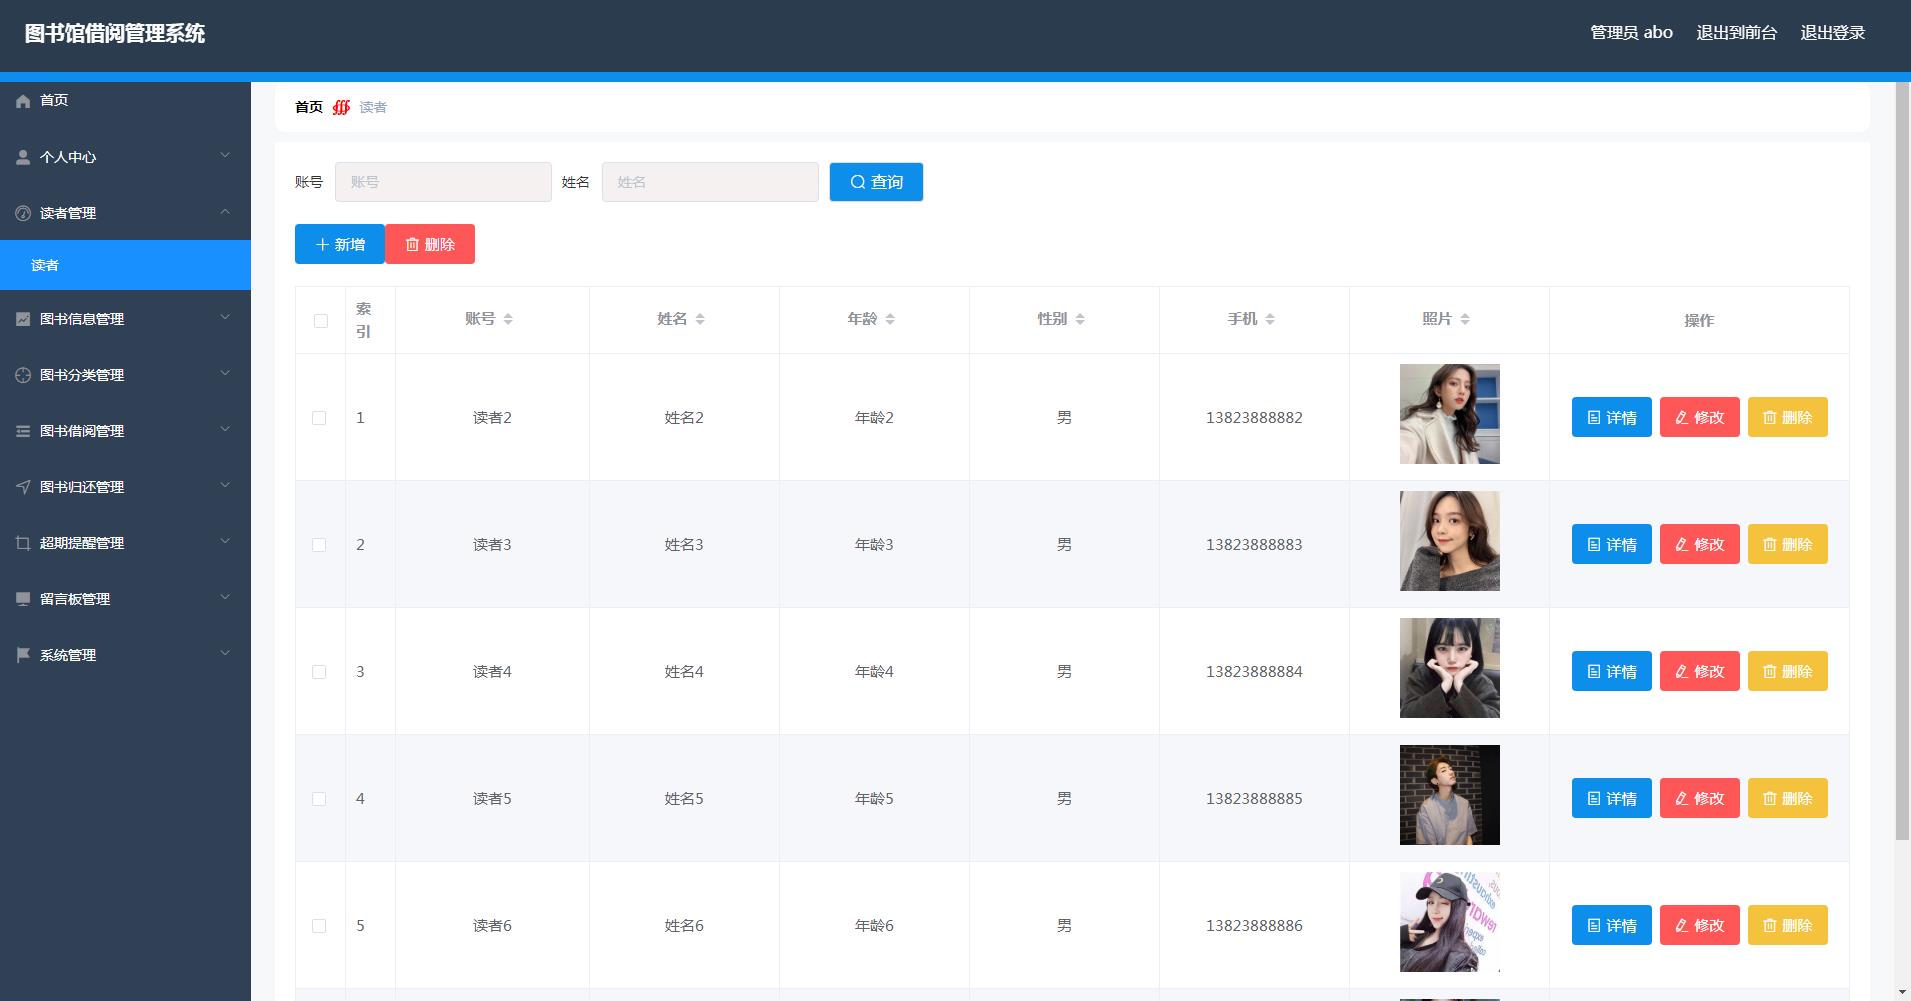 图书馆借阅管理系统
管理员 abo 退出到前台 退出登录
首页
个人中心
读者管理
读者
图书信息管理
图书分类管理
图书借阅管理
图书归还管理
超期提醒管理
留言板管理
系统管理
首页 ∰ 读者
账号 账号 姓名 姓名 查询
新增 删除
索引 账号 姓名 年龄 性别 手机 照片 操作
1 读者2 姓名2 年龄2 男 13823888882 详情 修改 删除
2 读者3 姓名3 年龄3 男 13823888883 详情 修改 删除
3 读者4 姓名4 年龄4 男 13823888884 详情 修改 删除
4 读者5 姓名5 年龄5 男 13823888885 详情 修改 删除
5 读者6 姓名6 年龄6 男 13823888886 详情 修改 删除